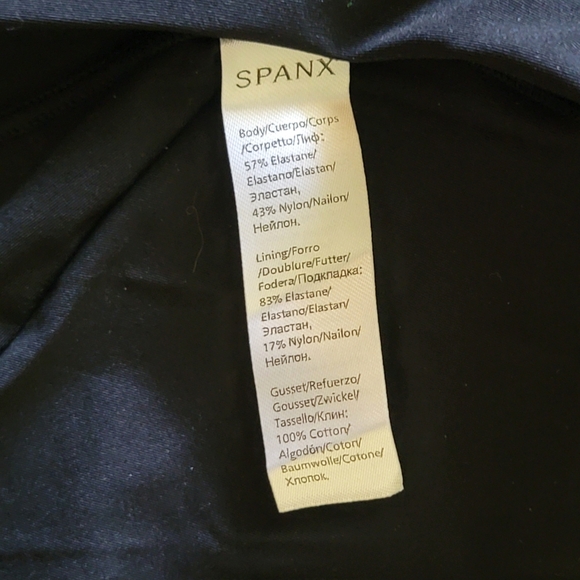 SPANX
Body/Cuerpo/Corps
/Corpetto/Лиф:
57% Elastane/
Elastano/Elastan/
Эластан,
43% Nylon/Nailon/
Нейлон.
Lining/Forro
/Doublure/Futter/
Fodera/Подкладка:
83% Elastane/
Elastano/Elastan/
Эластан,
17% Nylon/Nailon/
Нейлон.
Gusset/Refuerzo/
Gousset/Zwickel/
Tassello/Клин:
100% Cotton/
Algodón/Coton/
Baumwolle/Cotone/
Хлопок.